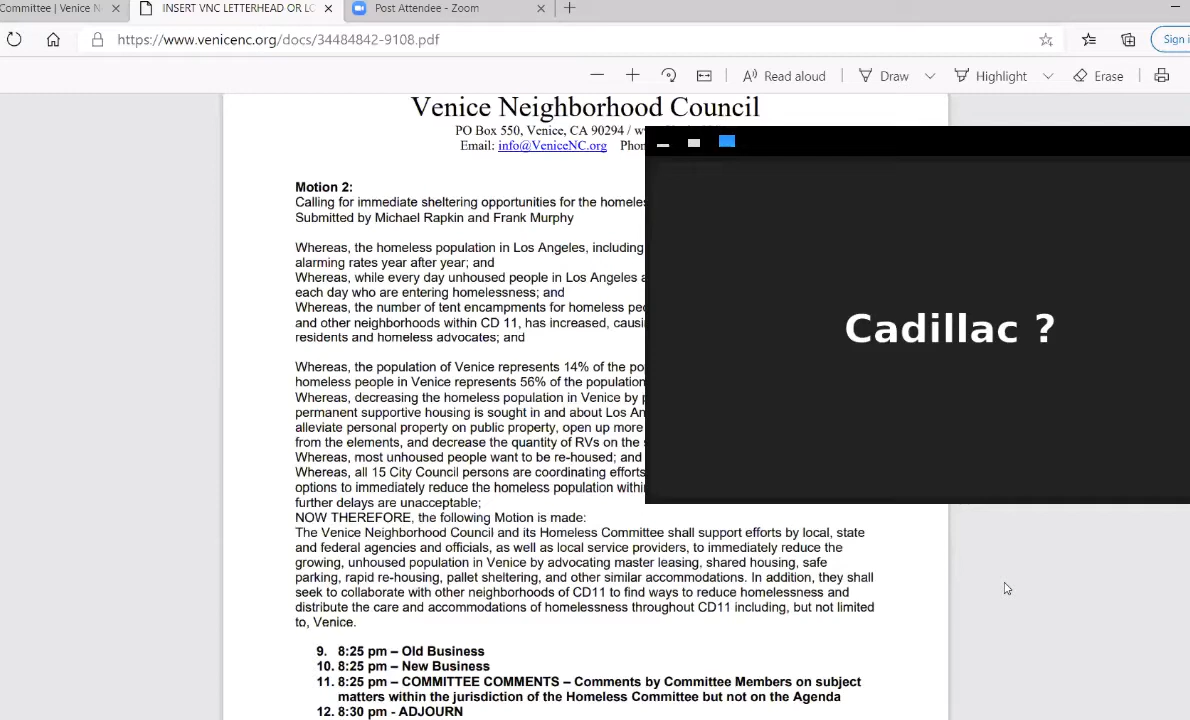 Committee | Venice N
INSERT VNC LETTERHEAD OR LO
Post Attendee - Zoom
https://www.venicenc.org/docs/34484842-9108.pdf
Sign i
Read aloud
Draw
Highlight
Erase
Venice Neighborhood Council
PO Box 550, Venice, CA 90294 / w
Email: info@VeniceNC.org Phon
Motion 2:
Calling for immediate sheltering opportunities for the homeles
Submitted by Michael Rapkin and Frank Murphy
Whereas, the homeless population in Los Angeles, including
alarming rates year after year; and
Whereas, while every day unhoused people in Los Angeles a
each day who are entering homelessness; and
Whereas, the number of tent encampments for homeless peo
and other neighborhoods within CD 11, has increased, causi
residents and homeless advocates; and
Whereas, the population of Venice represents 14% of the po
homeless people in Venice represents 56% of the population
Whereas, decreasing the homeless population in Venice by p
permanent supportive housing is sought in and about Los An
alleviate personal property on public property, open up more
from the elements, and decrease the quantity of RVs on the s
Whereas, most unhoused people want to be re-housed; and
Whereas, all 15 City Council persons are coordinating efforts
options to immediately reduce the homeless population withi
further delays are unacceptable;
NOW THEREFORE, the following Motion is made:
The Venice Neighborhood Council and its Homeless Committee shall support efforts by local, state
and federal agencies and officials, as well as local service providers, to immediately reduce the
growing, unhoused population in Venice by advocating master leasing, shared housing, safe
parking, rapid re-housing, pallet sheltering, and other similar accommodations. In addition, they shall
seek to collaborate with other neighborhoods of CD11 to find ways to reduce homelessness and
distribute the care and accommodations of homelessness throughout CD11 including, but not limited
to, Venice.
9. 8:25 pm – Old Business
10. 8:25 pm – New Business
11. 8:25 pm – COMMITTEE COMMENTS – Comments by Committee Members on subject
matters within the jurisdiction of the Homeless Committee but not on the Agenda
12. 8:30 pm - ADJOURN
Cadillac ?